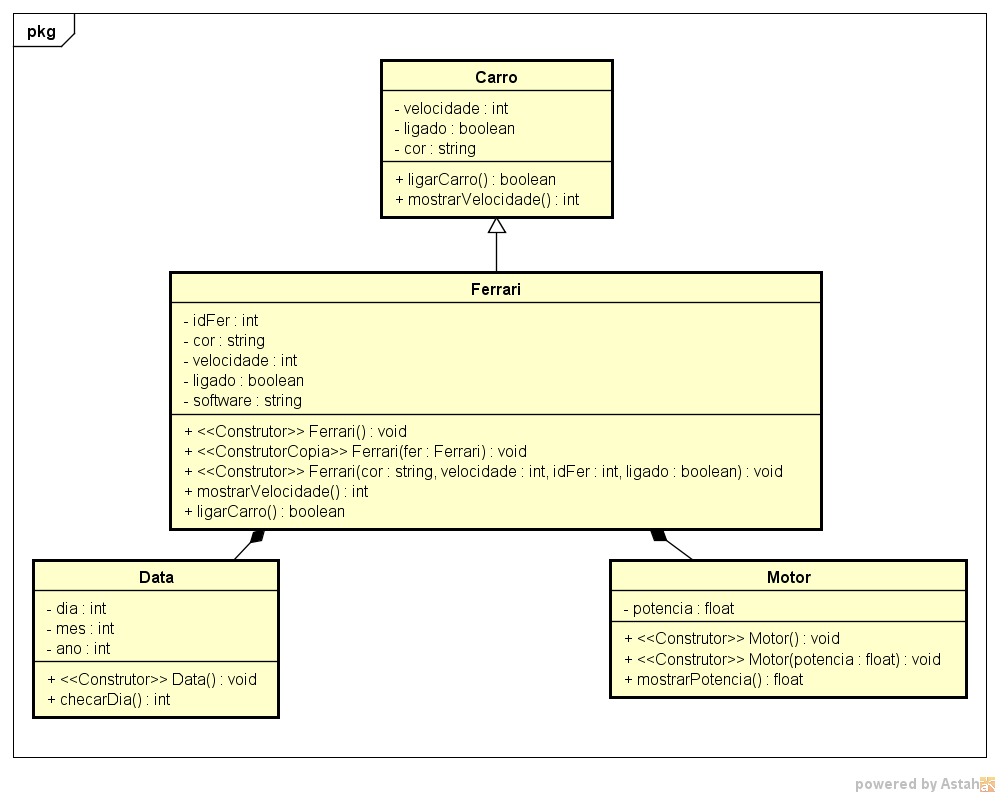 pkg
Carro
- velocidade : int
- ligado : boolean
- cor : string
+ ligarCarro() : boolean
+ mostrarVelocidade() : int
Ferrari
- idFer : int
- cor : string
- velocidade : int
- ligado : boolean
- software : string
+ <<Construtor>> Ferrari() : void
+ <<ConstrutorCopia>> Ferrari(fer : Ferrari) : void
+ <<Construtor>> Ferrari(cor : string, velocidade : int, idFer : int, ligado : boolean) : void
+ mostrarVelocidade() : int
+ ligarCarro() : boolean
Data
- dia : int
- mes : int
- ano : int
+ <<Construtor>> Data() : void
+ checarDia() : int
Motor
- potencia : float
+ <<Construtor>> Motor() : void
+ <<Construtor>> Motor(potencia : float) : void
+ mostrarPotencia() : float
powered by Astah